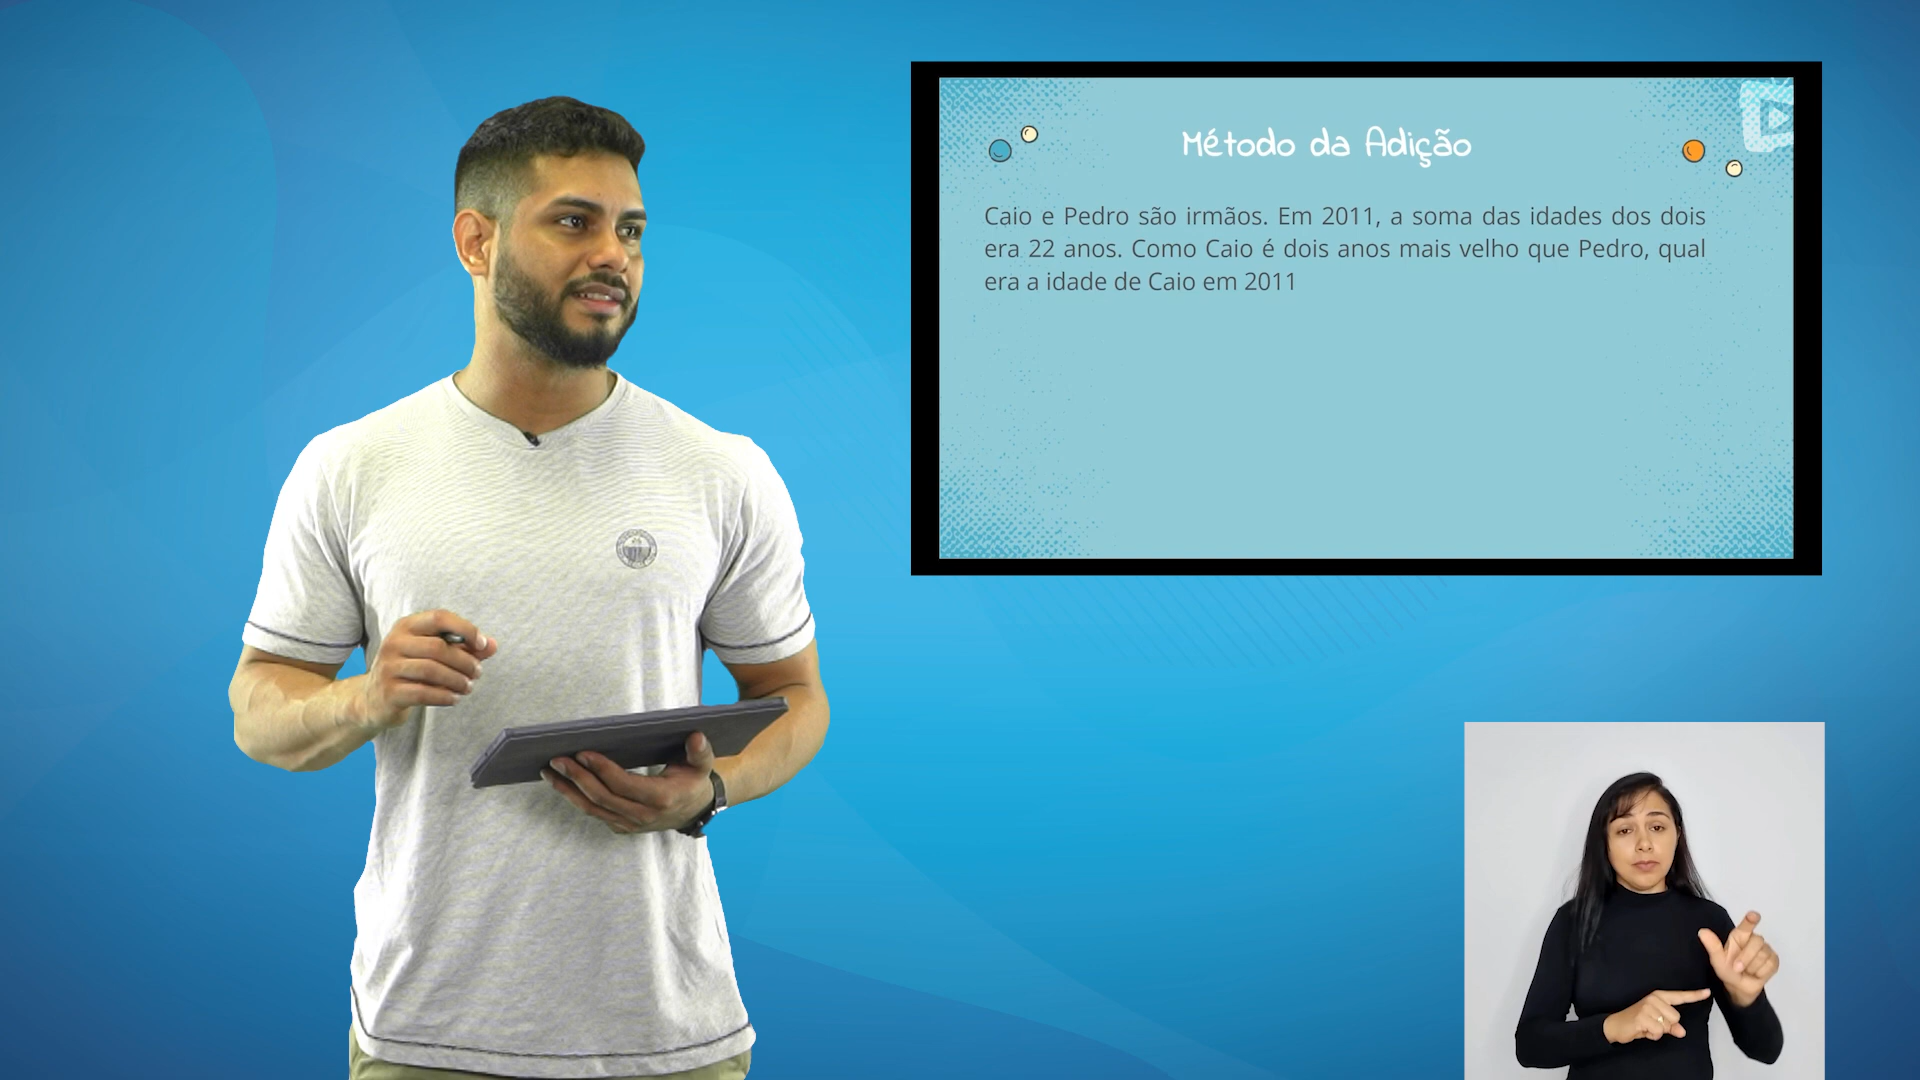 Método da Adição
Caio e Pedro são irmãos. Em 2011, a soma das idades dos dois
era 22 anos. Como Caio é dois anos mais velho que Pedro, qual
era a idade de Caio em 2011